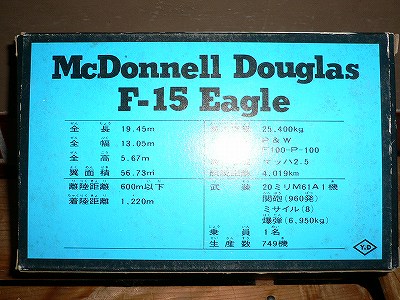 McDonnell Douglas
F-15 Eagle
全長 19.45m
全幅 13.05m
全高 5.67m
翼面積 56.73㎡
離陸距離 600m以下
着陸距離 1,220m
25,400kg
P & W
F100-P-100
マッハ2.5
4,019km
武装 20ミリM61A1機
関砲(960発)
ミサイル(8)
爆弾(6,950kg)
乗員 1名
生産数 749機